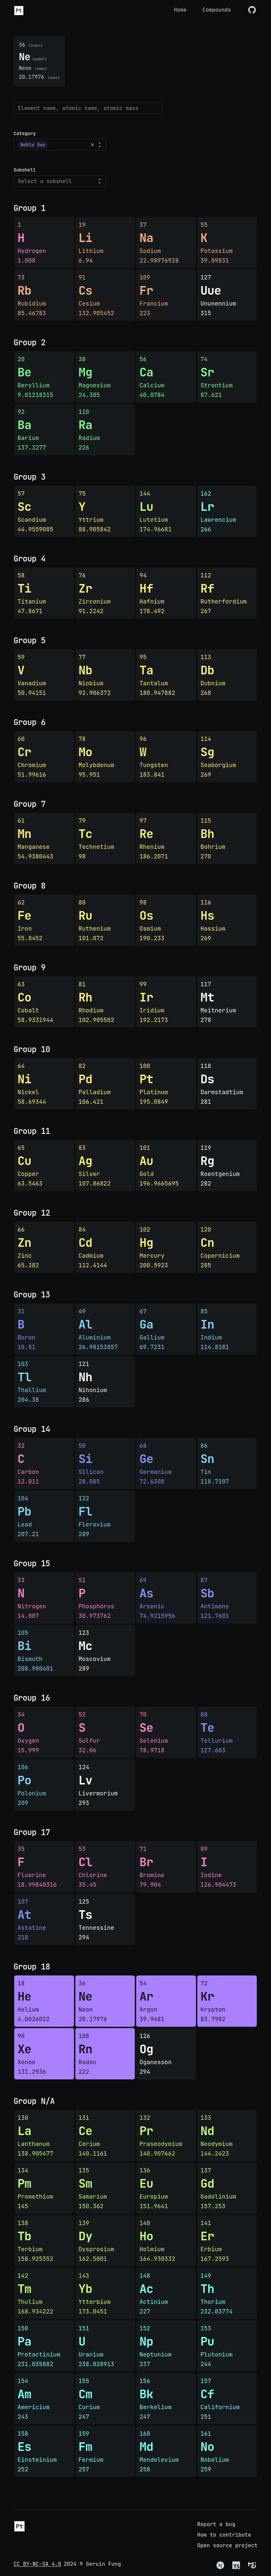 Pt
Home
Compounds
36 (index)
Ne (symbol)
Neon (name)
20.17976 (mass)
Element name, atomic name, atomic mass
Category
Noble Gas
Subshell
Select a subshell
Group 1
1 19 37 55
H Li Na K
Hydrogen Lithium Sodium Potassium
1.008 6.94 22.98976928 39.09831
73 91 109 127
Rb Cs Fr Uue
Rubidium Cesium Francium Ununennium
85.46783 132.905452 223 315
Group 2
20 38 56 74
Be Mg Ca Sr
Beryllium Magnesium Calcium Strontium
9.01218315 24.305 40.0784 87.621
92 110
Ba Ra
Barium Radium
137.3277 226
Group 3
57 75 144 162
Sc Y Lu Lr
Scandium Yttrium Lutetium Lawrencium
44.9559085 88.905842 174.96681 266
Group 4
58 76 94 112
Ti Zr Hf Rf
Titanium Zirconium Hafnium Rutherfordium
47.8671 91.2242 178.492 267
Group 5
59 77 95 113
V Nb Ta Db
Vanadium Niobium Tantalum Dubnium
50.94151 92.906372 180.947882 268
Group 6
60 78 96 114
Cr Mo W Sg
Chromium Molybdenum Tungsten Seaborgium
51.99616 95.951 183.841 269
Group 7
61 79 97 115
Mn Tc Re Bh
Manganese Technetium Rhenium Bohrium
54.9380443 98 186.2071 270
Group 8
62 80 98 116
Fe Ru Os Hs
Iron Ruthenium Osmium Hassium
55.8452 101.072 190.233 269
Group 9
63 81 99 117
Co Rh Ir Mt
Cobalt Rhodium Iridium Meitnerium
58.9331944 102.905502 192.2173 278
Group 10
64 82 100 118
Ni Pd Pt Ds
Nickel Palladium Platinum Darmstadtium
58.69344 106.421 195.0849 281
Group 11
65 83 101 119
Cu Ag Au Rg
Copper Silver Gold Roentgenium
63.5463 107.86822 196.9665695 282
Group 12
66 84 102 120
Zn Cd Hg Cn
Zinc Cadmium Mercury Copernicium
65.382 112.4144 200.5923 285
Group 13
31 49 67 85
B Al Ga In
Boron Aluminium Gallium Indium
10.81 26.98153857 69.7231 114.8181
103 121
Tl Nh
Thallium Nihonium
204.38 286
Group 14
32 50 68 86
C Si Ge Sn
Carbon Silicon Germanium Tin
12.011 28.085 72.6308 118.7107
104 122
Pb Fl
Lead Flerovium
207.21 289
Group 15
33 51 69 87
N P As Sb
Nitrogen Phosphorus Arsenic Antimony
14.007 30.973762 74.9215956 121.7601
105 123
Bi Mc
Bismuth Moscovium
208.980401 289
Group 16
34 52 70 88
O S Se Te
Oxygen Sulfur Selenium Tellurium
15.999 32.06 78.9718 127.603
106 124
Po Lv
Polonium Livermorium
209 293
Group 17
35 53 71 89
F Cl Br I
Fluorine Chlorine Bromine Iodine
18.99840316 35.45 79.904 126.904473
107 125
At Ts
Astatine Tennessine
210 294
Group 18
18 36 54 72
He Ne Ar Kr
Helium Neon Argon Krypton
4.0026022 20.17976 39.9481 83.7982
90 108 126
Xe Rn Og
Xenon Radon Oganesson
131.2936 222 294
Group N/A
130 131 132 133
La Ce Pr Nd
Lanthanum Cerium Praseodymium Neodymium
138.905477 140.1161 140.907662 144.2423
134 135 136 137
Pm Sm Eu Gd
Promethium Samarium Europium Gadolinium
145 150.362 151.9641 157.253
138 139 140 141
Tb Dy Ho Er
Terbium Dysprosium Holmium Erbium
158.925352 162.5001 164.930332 167.2593
142 143 148 149
Tm Yb Ac Th
Thulium Ytterbium Actinium Thorium
168.934222 173.0451 227 232.03774
150 151 152 153
Pa U Np Pu
Protactinium Uranium Neptunium Plutonium
231.035882 238.028913 237 244
154 155 156 157
Am Cm Bk Cf
Americium Curium Berkelium Californium
243 247 247 251
158 159 160 161
Es Fm Md No
Einsteinium Fermium Mendelevium Nobelium
252 257 258 259
Pt
Report a bug
How to contribute
Open source project
CC BY-NC-SA 4.0 2024 © Gervin Fung